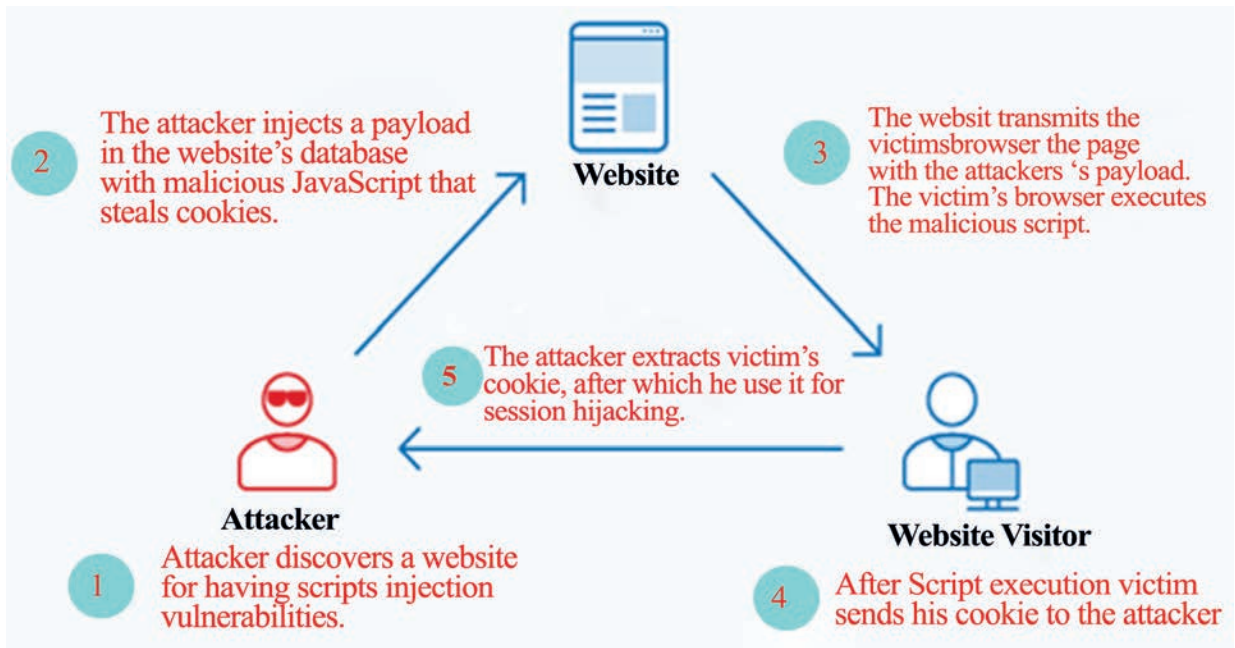 Website
2
The attacker injects a payload
in the website's database
with malicious JavaScript that
steals cookies.
3
The websit transmits the
victimsbrowser the page
with the attackers 's payload.
The victim's browser executes
the malicious script.
5
The attacker extracts victim's
cookie, after which he use it for
session hijacking.
Attacker
1
Attacker discovers a website
for having scripts injection
vulnerabilities.
Website Visitor
4
After Script execution victim
sends his cookie to the attacker